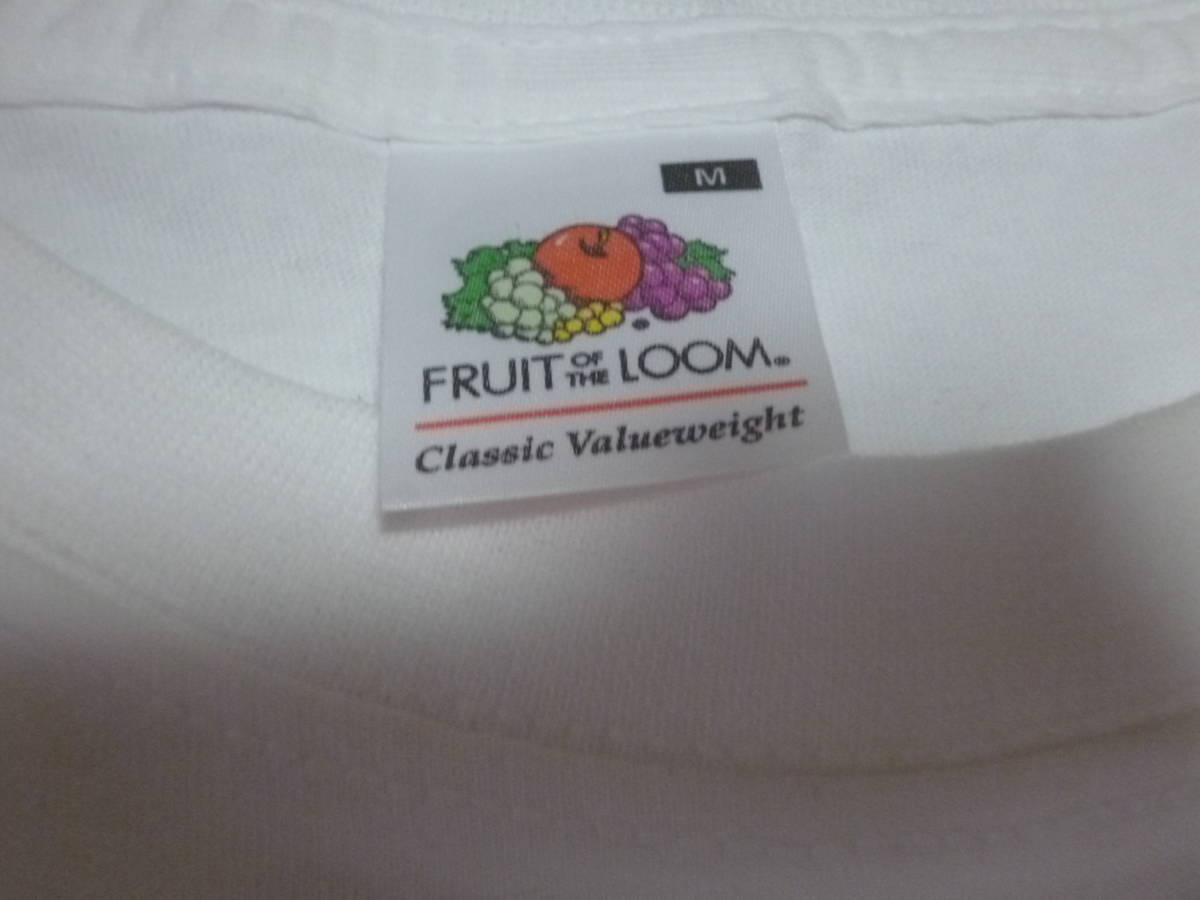 M
FRUIT OF THE LOOM®
Classic Valueweight